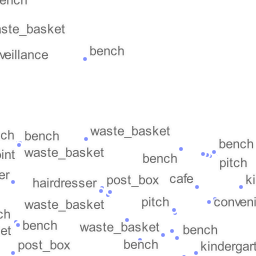 ench
aste_basket
bench
veillance
waste_basket
ch bench
bench
int waste_basket
bench
pitch
er hairdresser post_box cafe ki
waste_basket
pitch conveni
ch
bench
waste_basket
bench
et
post_box
bench
kindergart